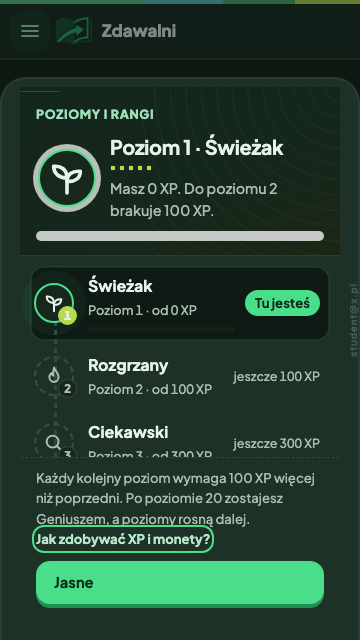 Zdawalni
POZIOMY I RANGI
Poziom 1 · Świeżak
Masz 0 XP. Do poziomu 2
brakuje 100 XP.
Świeżak
Poziom 1 · od 0 XP
Tu jesteś
1
Rozgrzany
Poziom 2 · od 100 XP
jeszcze 100 XP
2
Ciekawski
Poziom 3 · od 300 XP
jeszcze 300 XP
3
student@x.pl
Każdy kolejny poziom wymaga 100 XP więcej
niż poprzedni. Po poziomie 20 zostajesz
Geniuszem, a poziomy rosną dalej.
Jak zdobywać XP i monety?
Jasne